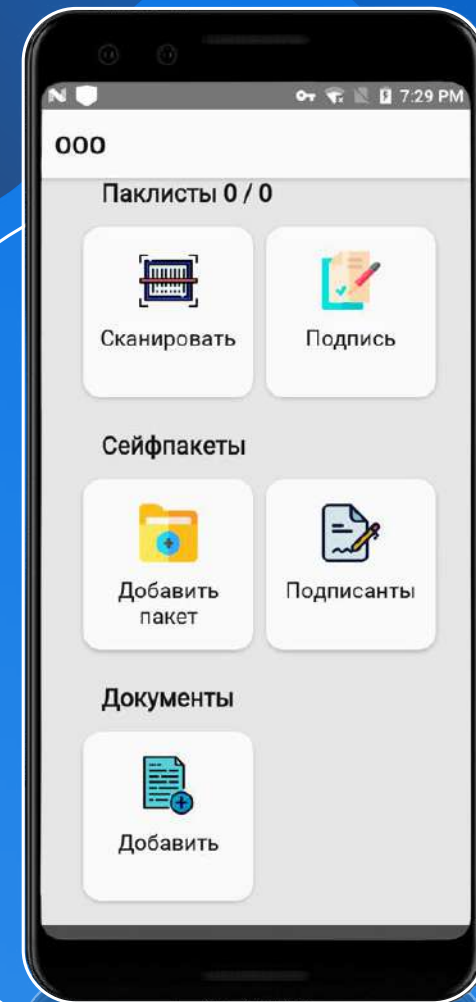 7:29 PM
ООО
Паклисты 0 / 0
Сканировать
Подпись
Сейфпакеты
Добавить
пакет
Подписанты
Документы
Добавить